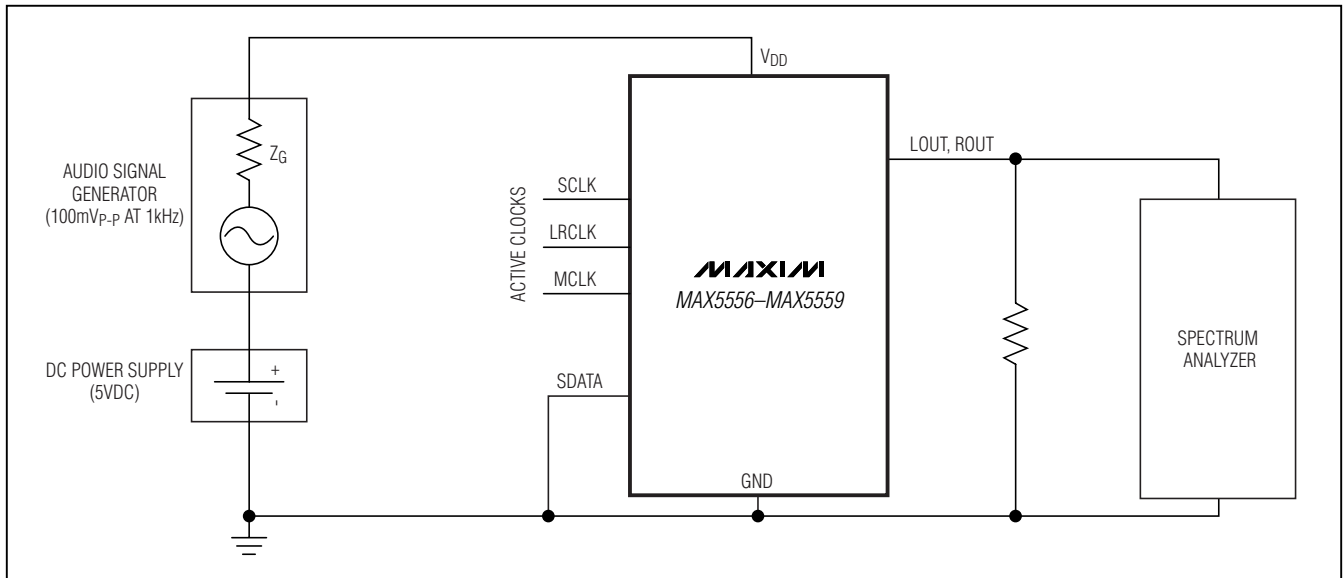 VDD
ZG
AUDIO SIGNAL
GENERATOR
(100mVP-P AT 1kHz)
DC POWER SUPPLY
(5VDC)
+
-
ACTIVE CLOCKS
SCLK
LRCLK
MCLK
SDATA
MAXIM
MAX5556–MAX5559
GND
LOUT, ROUT
SPECTRUM
ANALYZER